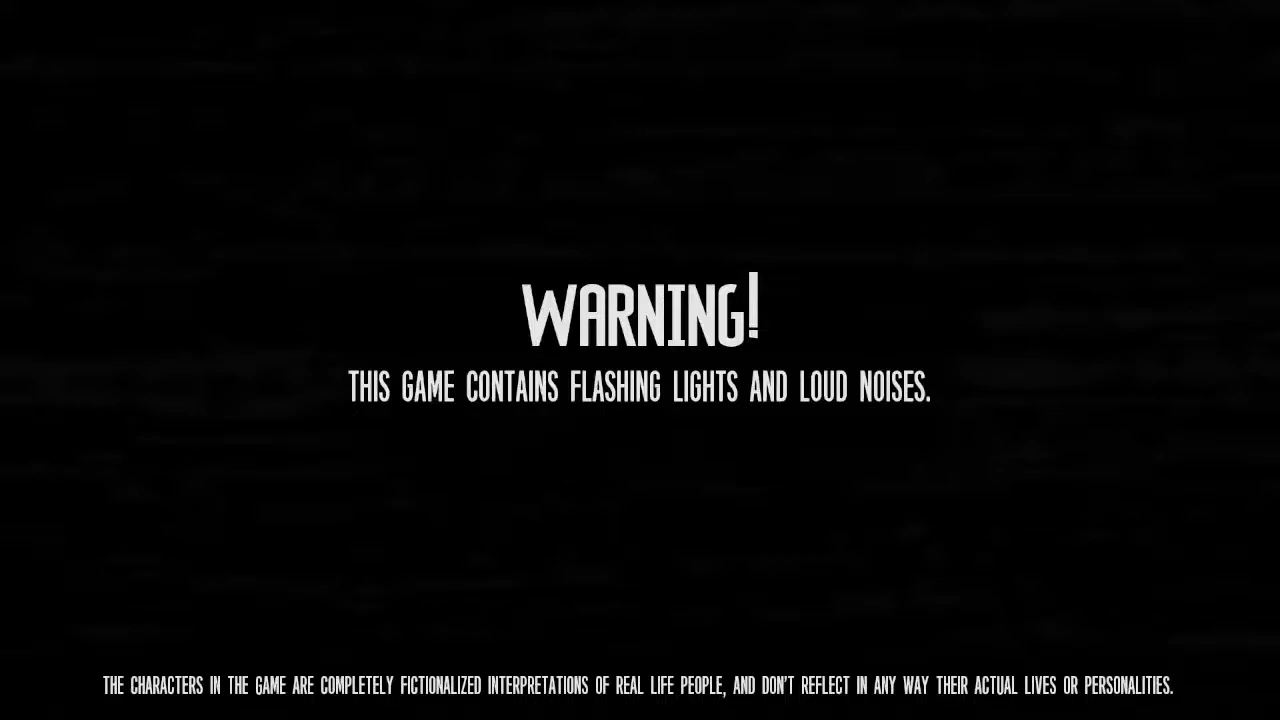 WARNING!
THIS GAME CONTAINS FLASHING LIGHTS AND LOUD NOISES.
THE CHARACTERS IN THE GAME ARE COMPLETELY FICTIONALIZED INTERPRETATIONS OF REAL LIFE PEOPLE, AND DON'T REFLECT IN ANY WAY THEIR ACTUAL LIVES OR PERSONALITIES.